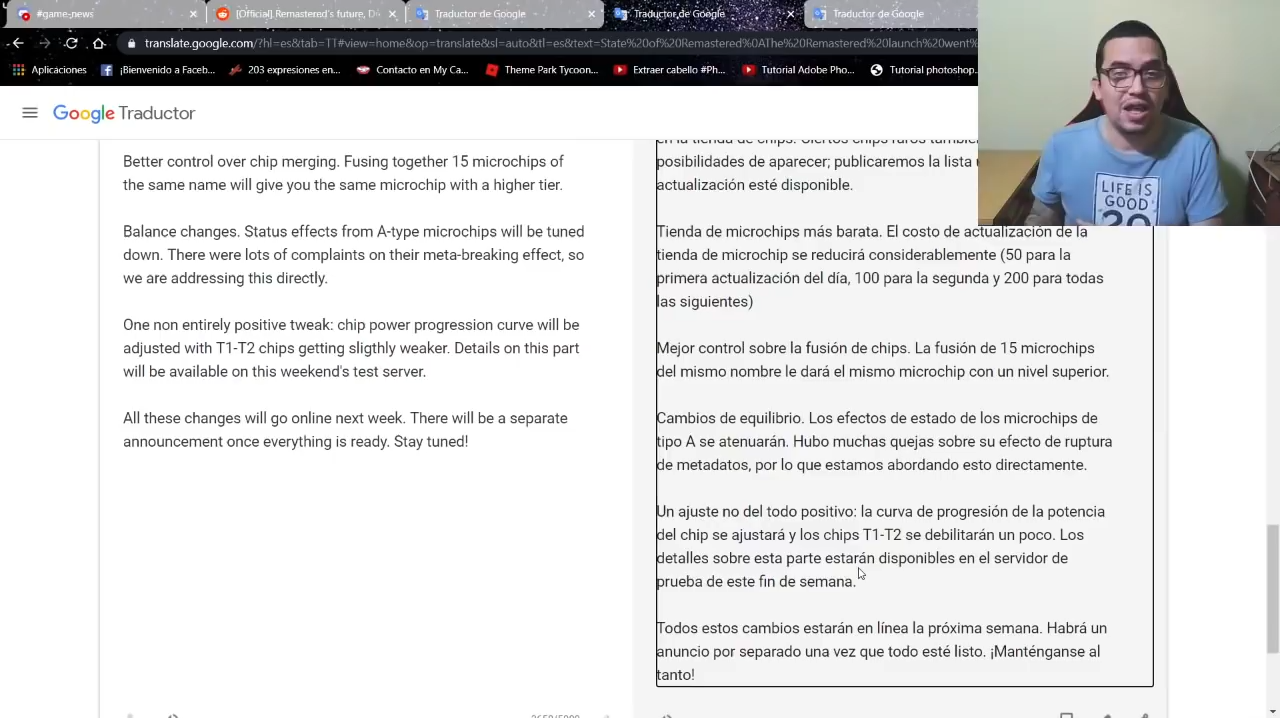 #game-news
[Official] Remastered's future, D
Traductor de Google
Traductor de Google
Traductor de Google
translate.google.com/?hl=es&tab=TT#view=home&op=translate&sl=auto&tl=es&text=State%20of%20Remastered%0AThe%20Remastered%20launch%20went%
Aplicaciones
¡Bienvenido a Faceb...
203 expresiones en...
Contacto en My Ca...
Theme Park Tycoon...
Extraer cabello #Ph...
Tutorial Adobe Pho...
Tutorial photoshop
Google Traductor
Better control over chip merging. Fusing together 15 microchips of
the same name will give you the same microchip with a higher tier.
Balance changes. Status effects from A-type microchips will be tuned
down. There were lots of complaints on their meta-breaking effect, so
we are addressing this directly.
One non entirely positive tweak: chip power progression curve will be
adjusted with T1-T2 chips getting sligthly weaker. Details on this part
will be available on this weekend's test server.
All these changes will go online next week. There will be a separate
announcement once everything is ready. Stay tuned!
en la tienda de chips. Ciertos chips raros también
posibilidades de aparecer; publicaremos la lista
actualización esté disponible.
Tienda de microchips más barata. El costo de actualización de la
tienda de microchip se reducirá considerablemente (50 para la
primera actualización del día, 100 para la segunda y 200 para todas
las siguientes)
Mejor control sobre la fusión de chips. La fusión de 15 microchips
del mismo nombre le dará el mismo microchip con un nivel superior.
Cambios de equilibrio. Los efectos de estado de los microchips de
tipo A se atenuarán. Hubo muchas quejas sobre su efecto de ruptura
de metadatos, por lo que estamos abordando esto directamente.
Un ajuste no del todo positivo: la curva de progresión de la potencia
del chip se ajustará y los chips T1-T2 se debilitarán un poco. Los
detalles sobre esta parte estarán disponibles en el servidor de
prueba de este fin de semana.
Todos estos cambios estarán en línea la próxima semana. Habrá un
anuncio por separado una vez que todo esté listo. ¡Manténganse al
tanto!
LIFE IS
GOOD
20